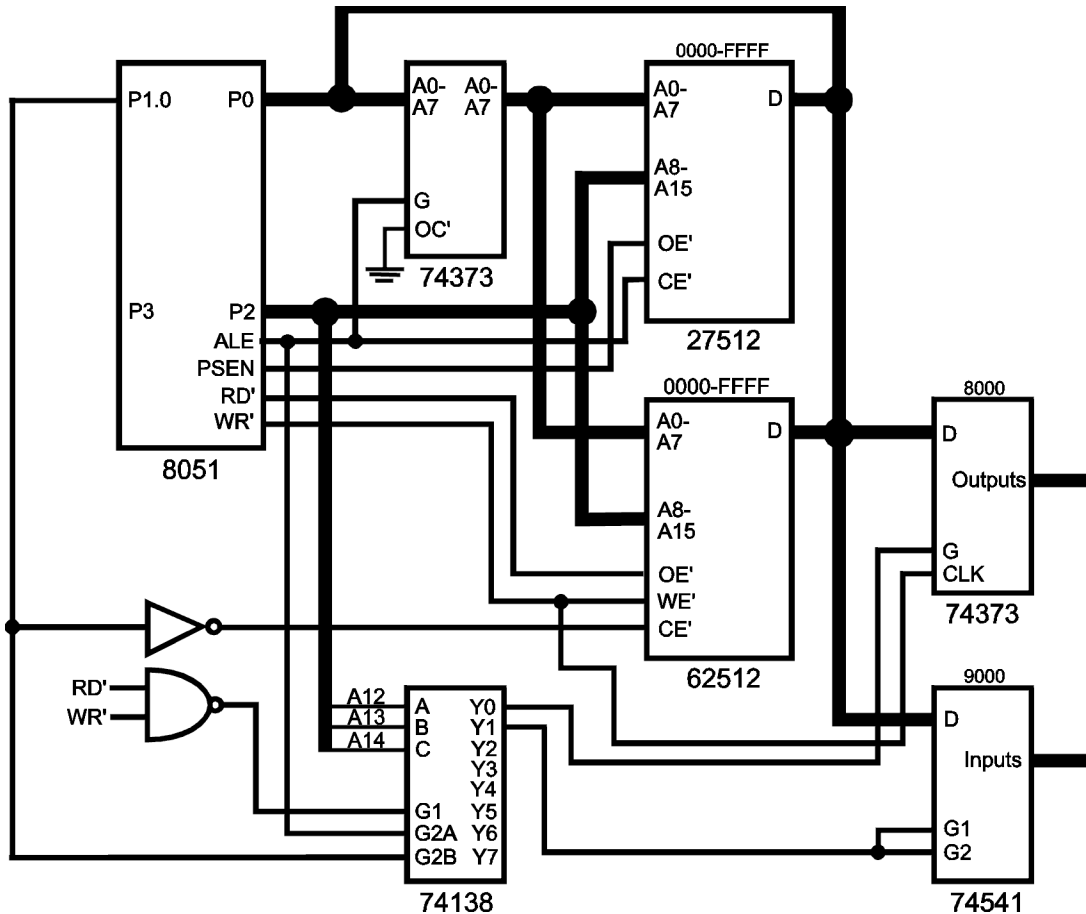 0000-FFFF
P1.0
P0
A0-
A7
A0-
A7
G
OC'
74373
A0-
A7
D
A8-
A15
OE'
CE'
27512
P3
P2
ALE
PSEN
RD'
WR'
8051
0000-FFFF
A0-
A7
D
A8-
A15
OE'
WE'
CE'
62512
8000
D
Outputs
G
CLK
74373
RD'
WR'
A12
A13
A14
A
B
C
G1
G2A
G2B
Y0
Y1
Y2
Y3
Y4
Y5
Y6
Y7
74138
9000
D
Inputs
G1
G2
74541